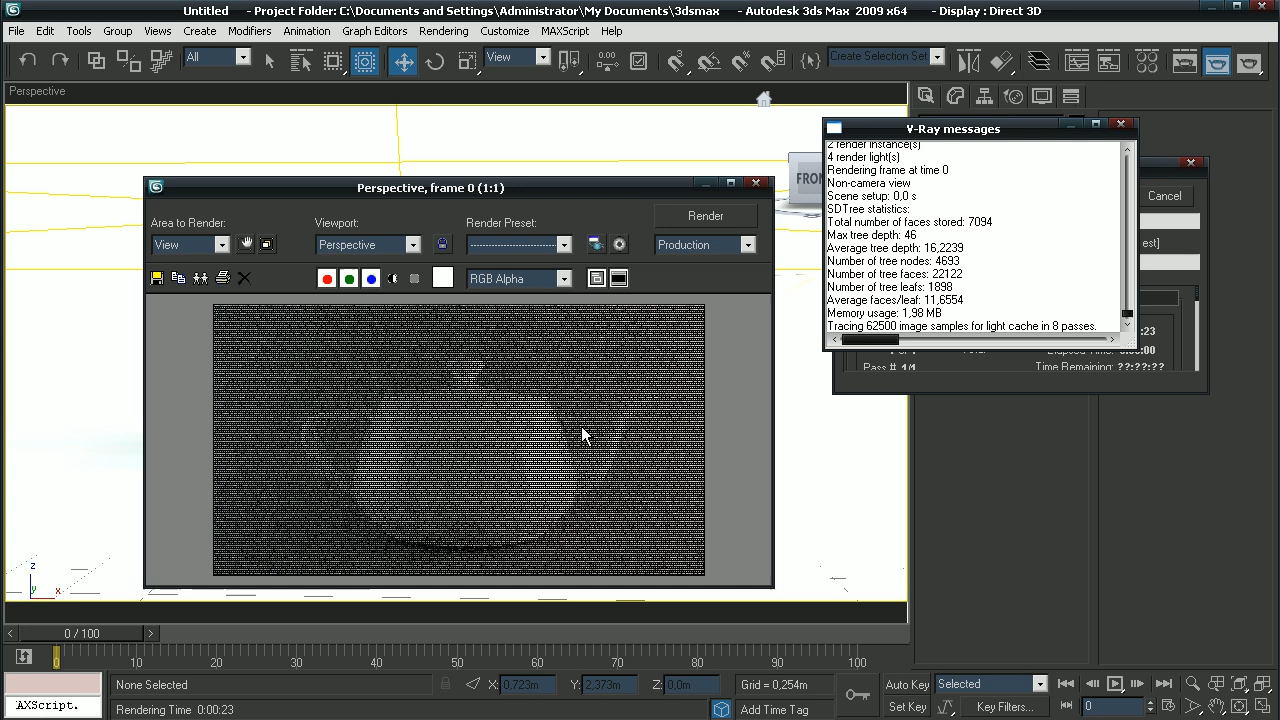 Untitled - Project Folder: C:\Documents and Settings\Administrator\My Documents\3dsmax - Autodesk 3ds Max 2009 x64 - Display : Direct 3D
File Edit Tools Group Views Create Modifiers Animation Graph Editors Rendering Customize MAXScript Help
All View Create Selection Set
Perspective
FRON
V-Ray messages
2 render instance(s)
4 render light(s)
Rendering frame at time 0
Non-camera view
Scene setup: 0,0 s
SDTree statistics:
Total number of faces stored: 7094
Max tree depth: 46
Average tree depth: 16,2239
Number of tree nodes: 4693
Number of tree faces: 22122
Number of tree leafs: 1898
Average faces/leaf: 11,6554
Memory usage: 1,98 MB
Tracing 62500 image samples for light cache in 8 passes.
Cancel
est]
:23
Pass # 1/1 Time Remaining: ??:??:??
Perspective, frame 0 (1:1)
Area to Render: Viewport: Render Preset: Render
View Perspective Production
RGB Alpha
z
y
x
0 / 100
0 10 20 30 40 50 60 70 80 90 100
None Selected X: 0,723m Y: 2,373m Z: 0,0m Grid = 0,254m Auto Key Selected
AXScript. Rendering Time 0:00:23 Add Time Tag Set Key Key Filters... 0